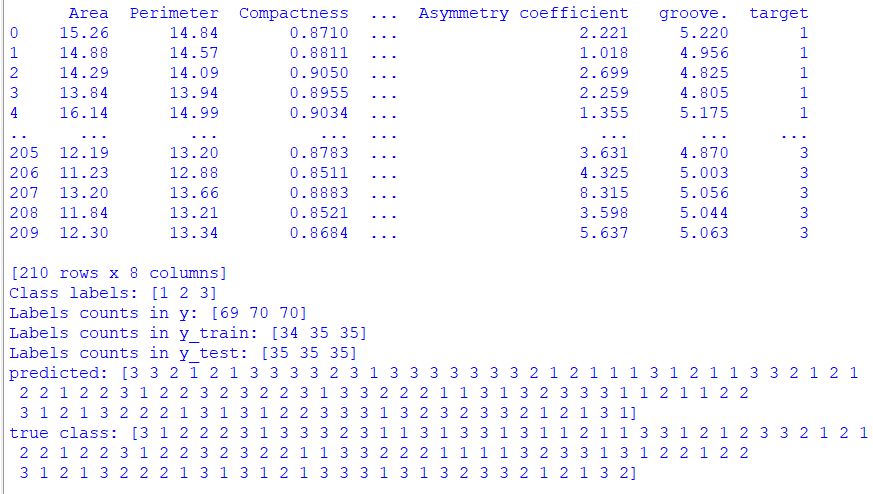 Area  Perimeter  Compactness  ...  Asymmetry coefficient   groove.  target
0    15.26      14.84       0.8710  ...                  2.221     5.220       1
1    14.88      14.57       0.8811  ...                  1.018     4.956       1
2    14.29      14.09       0.9050  ...                  2.699     4.825       1
3    13.84      13.94       0.8955  ...                  2.259     4.805       1
4    16.14      14.99       0.9034  ...                  1.355     5.175       1
..     ...        ...          ...  ...                    ...       ...     ...
205  12.19      13.20       0.8783  ...                  3.631     4.870       3
206  11.23      12.88       0.8511  ...                  4.325     5.003       3
207  13.20      13.66       0.8883  ...                  8.315     5.056       3
208  11.84      13.21       0.8521  ...                  3.598     5.044       3
209  12.30      13.34       0.8684  ...                  5.637     5.063       3
[210 rows x 8 columns]
Class labels: [1 2 3]
Labels counts in y: [69 70 70]
Labels counts in y_train: [34 35 35]
Labels counts in y_test: [35 35 35]
predicted: [3 3 2 1 2 1 3 3 3 3 2 3 1 3 3 3 3 3 3 3 2 1 2 1 1 1 3 1 2 1 1 3 3 2 1 2 1
 2 2 1 2 2 3 1 2 2 3 2 3 2 2 3 1 3 3 2 2 2 1 1 3 1 3 2 3 3 3 1 1 2 1 1 2 2
 3 1 2 1 3 2 2 2 1 3 1 3 1 2 2 3 3 3 1 3 2 3 2 3 3 2 1 2 1 3 1]
true class: [3 1 2 2 2 3 1 3 3 3 2 3 1 1 3 1 3 3 1 3 1 1 2 1 1 3 3 1 2 1 2 3 3 2 1 2 1
 2 2 1 2 2 3 1 2 2 3 2 3 2 2 1 1 3 3 2 2 2 1 1 1 1 3 2 3 3 1 3 1 2 2 1 2 2
 3 1 2 1 3 2 2 2 1 3 1 3 1 2 1 3 3 3 1 3 1 3 2 3 3 2 1 2 1 3 2]